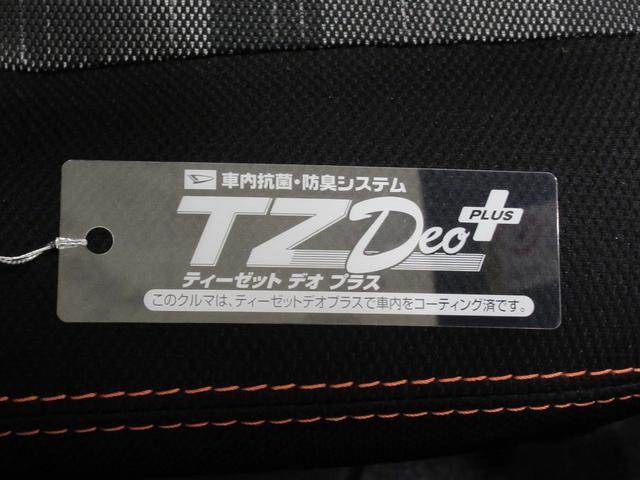 車内抗菌・防臭システム
TZ Deo PLUS
ティーゼット デオ プラス
このクルマは、ティーゼットデオプラスで車内をコーティング済です。